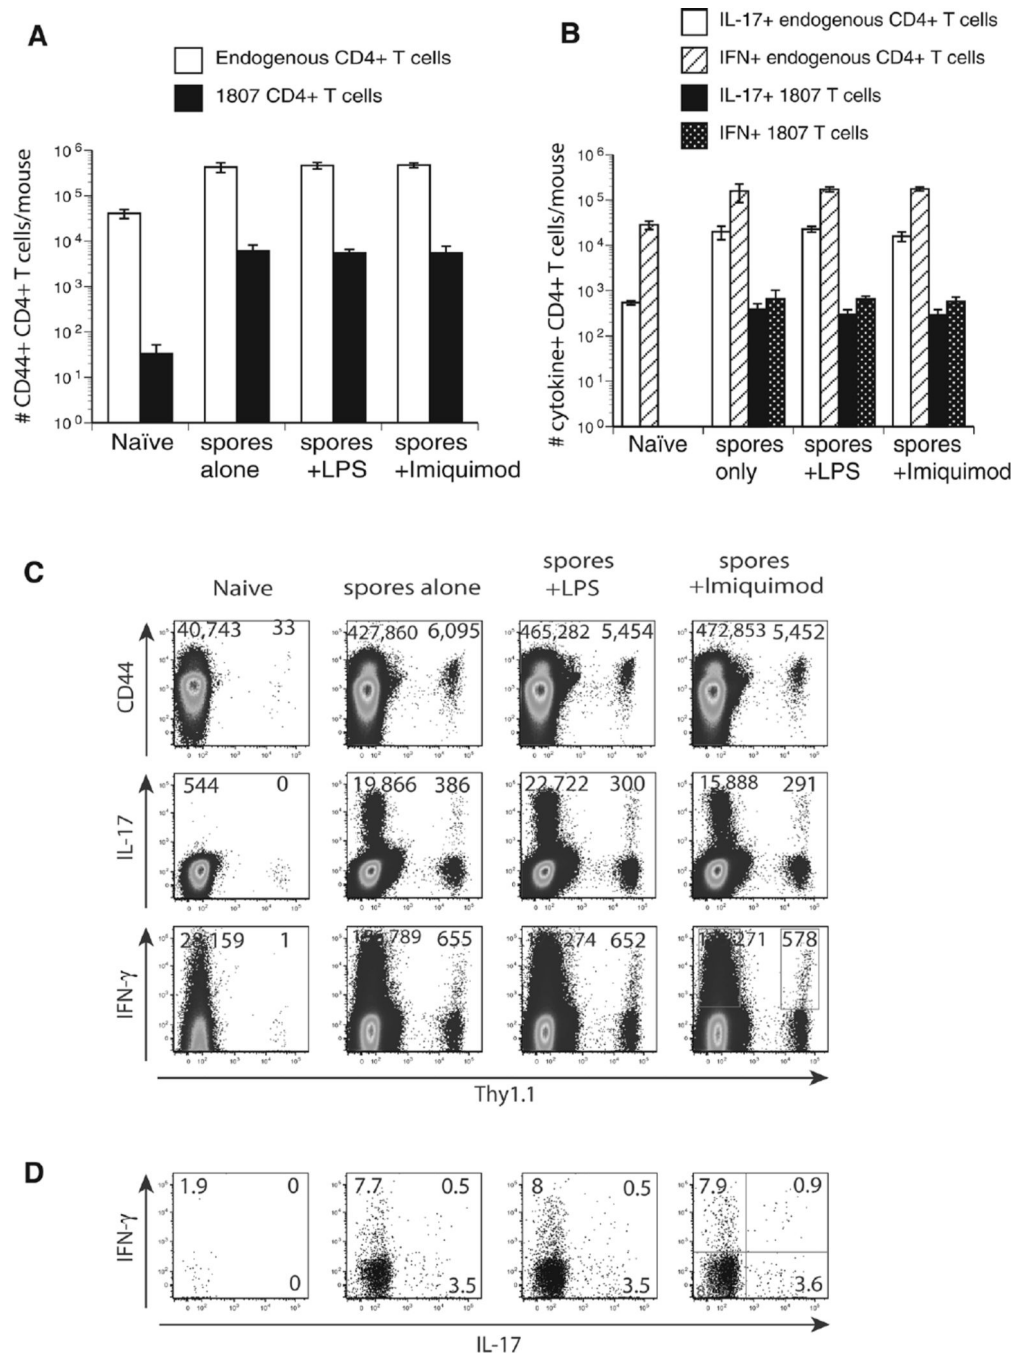 A
Endogenous CD4+ T cells
1807 CD4+ T cells
# CD44+ CD4+ T cells/mouse
10^6
10^5
10^4
10^3
10^2
10^1
10^0
Naïve
spores alone
spores +LPS
spores +Imiquimod
B
IL-17+ endogenous CD4+ T cells
IFN+ endogenous CD4+ T cells
IL-17+ 1807 T cells
IFN+ 1807 T cells
# cytokine+ CD4+ T cells/mouse
10^6
10^5
10^4
10^3
10^2
10^1
10^0
Naïve
spores only
spores +LPS
spores +Imiquimod
C
Naive
spores alone
spores +LPS
spores +Imiquimod
CD44
40,743 33
427,860 6,095
465,282 5,454
472,853 5,452
IL-17
544 0
19,866 386
22,722 300
15,888 291
IFN-γ
159 1
789 655
274 652
271 578
Thy1.1
D
IFN-γ
1.9 0
0
7.7 0.5
3.5
8 0.5
3.5
7.9 0.9
3.6
IL-17